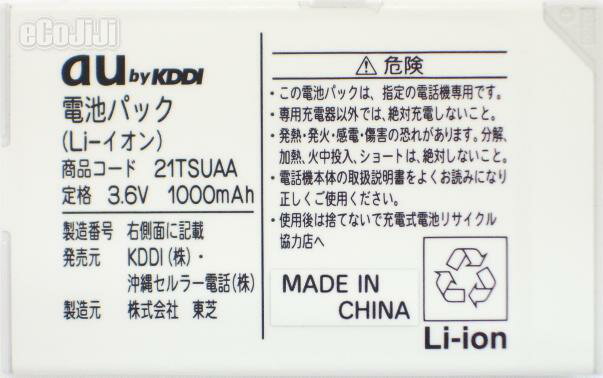 eCoJiJi
au by KDDI
電池パック
(Li-イオン)
商品コード 21TSUAA
定格 3.6V 1000mAh
製造番号 右側面に記載
発売元 KDDI(株)・
沖縄セルラー電話(株)
製造元 株式会社 東芝
⚠ 危険
・この電池パックは、指定の電話機専用です。
・専用充電器以外では、絶対充電しないこと。
・発熱・発火・感電・傷害の恐れがあります。分解、
加熱、火中投入、ショートは、絶対しないこと。
・電話機本体の取扱説明書をよくお読みになり
正しくご使用ください。
・使用後は捨てないで充電式電池リサイクル
協力店へ
MADE IN
CHINA
Li-ion